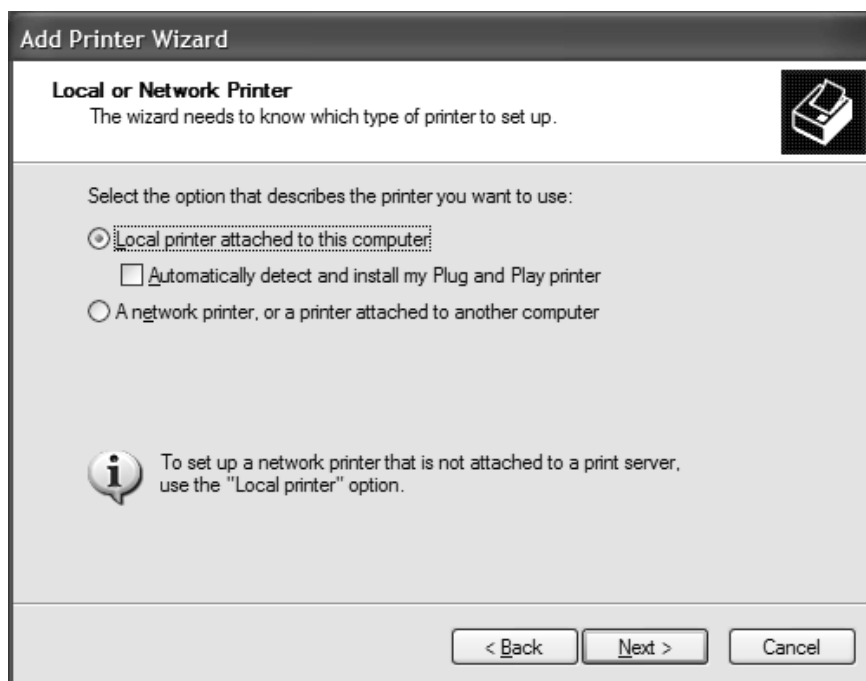 Add Printer Wizard
Local or Network Printer
The wizard needs to know which type of printer to set up.
Select the option that describes the printer you want to use:
Local printer attached to this computer
Automatically detect and install my Plug and Play printer
A network printer, or a printer attached to another computer
To set up a network printer that is not attached to a print server,
use the "Local printer" option.
< Back
Next >
Cancel